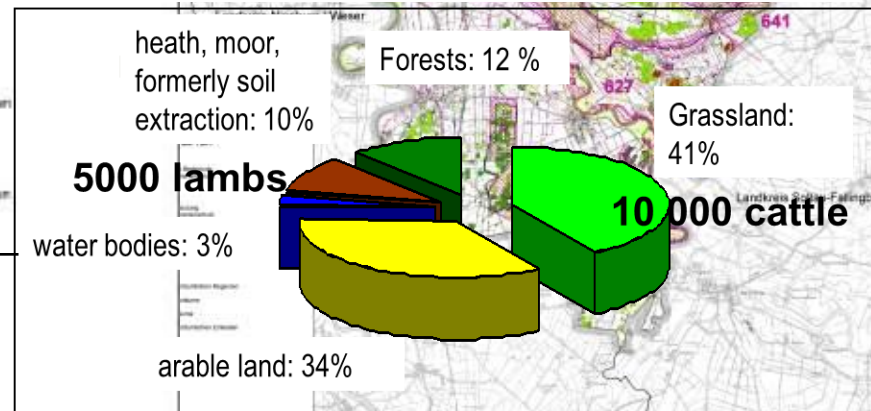 641
heath, moor,
formerly soil
extraction: 10%
Forests: 12 %
627
Grassland:
41%
5000 lambs
10 000 cattle
water bodies: 3%
arable land: 34%